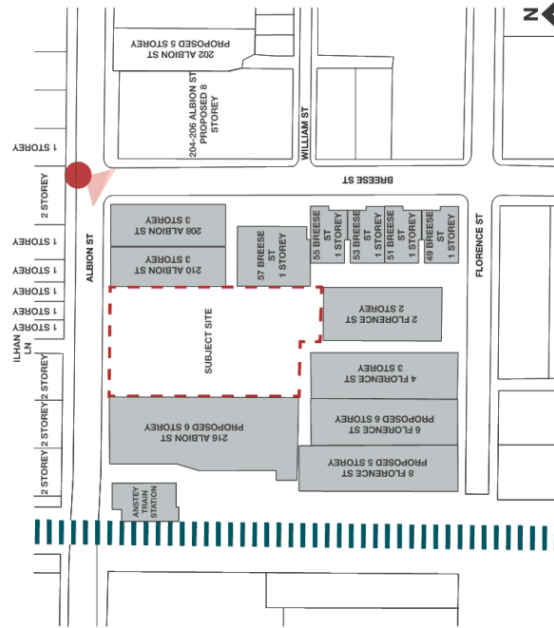 N
202 ALBION ST
PROPOSED 5 STOREY
204-206 ALBION ST
PROPOSED 8
STOREY
WILLIAM ST
1 STOREY
2 STOREY
BREESE ST
208 ALBION ST
3 STOREY
210 ALBION ST
3 STOREY
57 BREESE
ST
1 STOREY
55 BREESE
ST
1 STOREY
53 BREESE
ST
1 STOREY
51 BREESE
ST
1 STOREY
49 BREESE
ST
1 STOREY
ALBION ST
FLORENCE ST
1 STOREY
1 STOREY
1 STOREY
1 STOREY
1 STOREY
ILHAN
LN
SUBJECT SITE
2 FLORENCE ST
2 STOREY
4 FLORENCE ST
3 STOREY
2 STOREY
2 STOREY
2 STOREY
216 ALBION ST
PROPOSED 6 STOREY
6 FLORENCE ST
PROPOSED 6 STOREY
8 FLORENCE ST
PROPOSED 5 STOREY
ANSTEY
TRAIN
STATION